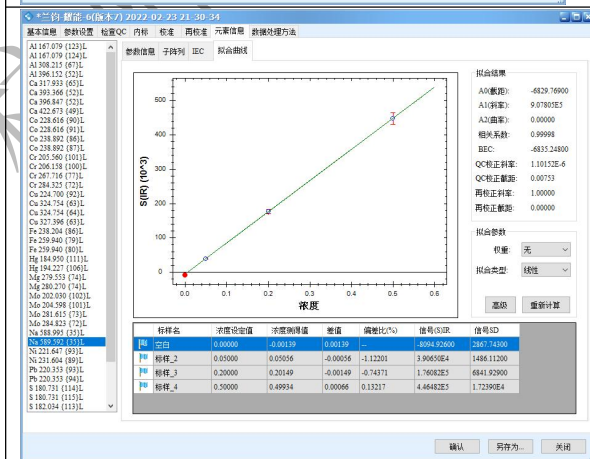 *兰钧-耀能-6(版本7) 2022-02-23 21-30-34
基本信息 参数设置 检查QC 内标 校准 再校准 元素信息 数据处理方法
Al 167.079 {123}L
Al 167.079 {124}L
Al 308.215 {67}L
Al 396.152 {52}L
Ca 317.933 {65}L
Ca 393.366 {52}L
Ca 396.847 {52}L
Ca 422.673 {49}L
Co 228.616 {90}L
Co 228.616 {91}L
Co 238.892 {86}L
Co 238.892 {87}L
Cr 205.560 {101}L
Cr 206.158 {100}L
Cr 267.716 {77}L
Cr 284.325 {72}L
Cu 224.700 {92}L
Cu 324.754 {63}L
Cu 324.754 {64}L
Cu 327.396 {63}L
Fe 238.204 {86}L
Fe 259.940 {79}L
Fe 259.940 {80}L
Hg 184.950 {111}L
Hg 194.227 {106}L
Mg 279.553 {74}L
Mg 280.270 {74}L
Mo 202.030 {102}L
Mo 204.598 {101}L
Mo 281.615 {73}L
Mo 284.823 {72}L
Na 588.995 {35}L
Na 589.592 {35}L
Ni 221.647 {93}L
Ni 231.604 {89}L
Pb 220.353 {93}L
Pb 220.353 {94}L
S 180.731 {114}L
S 180.731 {115}L
S 182.034 {113}L
参数信息 子阵列 IEC 拟合曲线
S(IR) (10^3)
500
400
300
200
100
0
0.0 0.1 0.2 0.3 0.4 0.5 0.6
浓度
拟合结果
A0(截距): -6829.76900
A1(斜率): 9.07805E5
A2(曲率): 0.00000
相关系数: 0.99998
BEC: -6835.24800
QC校正斜率: 1.10152E-6
QC校正截距: 0.00753
再校正斜率: 1.00000
再校正截距: 0.00000
拟合参数
权重: 无
拟合类型: 线性
高级 重新计算
标样名 浓度设定值 浓度测得值 差值 偏差比(%) 信号(S)IR 信号SD
空白 0.00000 -0.00139 0.00139 -- -8094.92600 2867.74300
标样_2 0.05000 0.05056 -0.00056 -1.12201 3.90650E4 1486.11200
标样_3 0.20000 0.20149 -0.00149 -0.74371 1.76082E5 6841.92900
标样_4 0.50000 0.49934 0.00066 0.13217 4.46482E5 1.72390E4
确认 另存为... 关闭